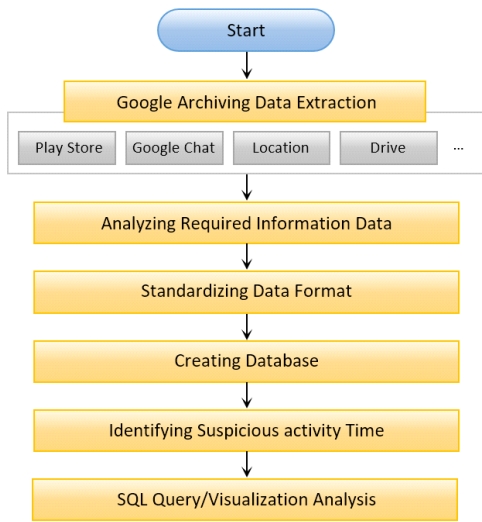 Start
Google Archiving Data Extraction
Play Store Google Chat Location Drive ...
Analyzing Required Information Data
Standardizing Data Format
Creating Database
Identifying Suspicious activity Time
SQL Query/Visualization Analysis